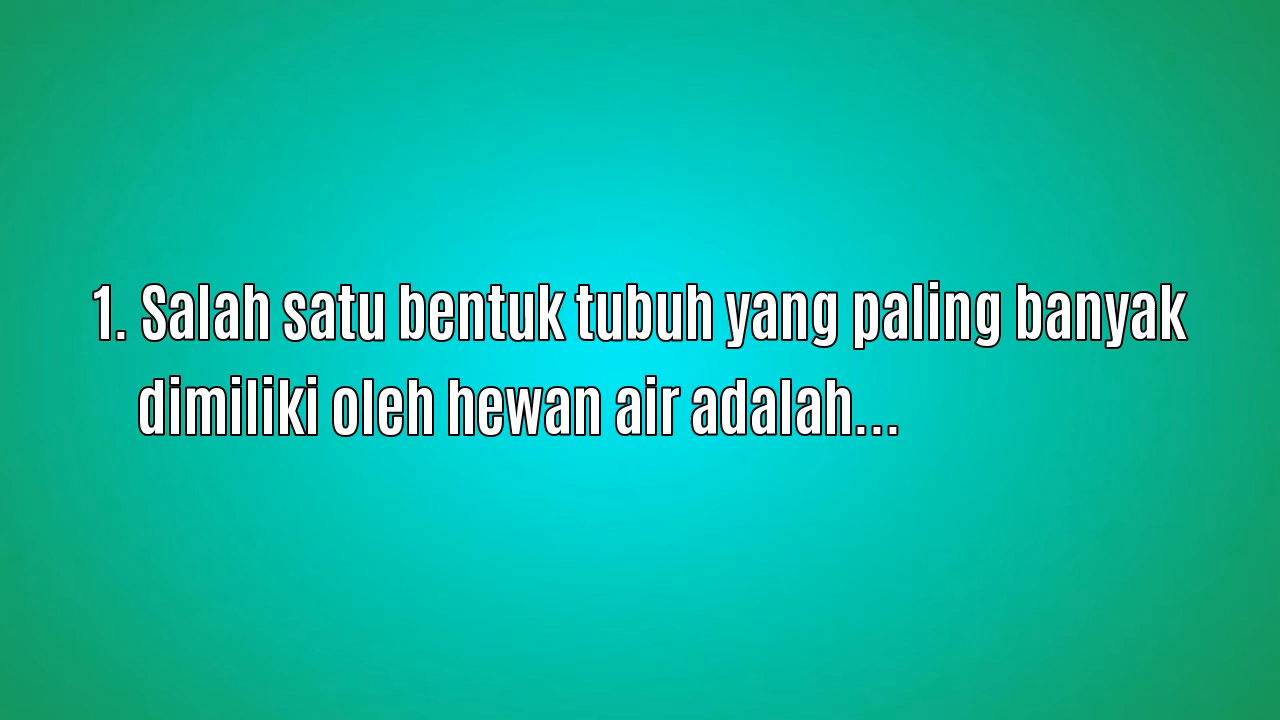 1. Salah satu bentuk tubuh yang paling banyak
dimiliki oleh hewan air adalah...